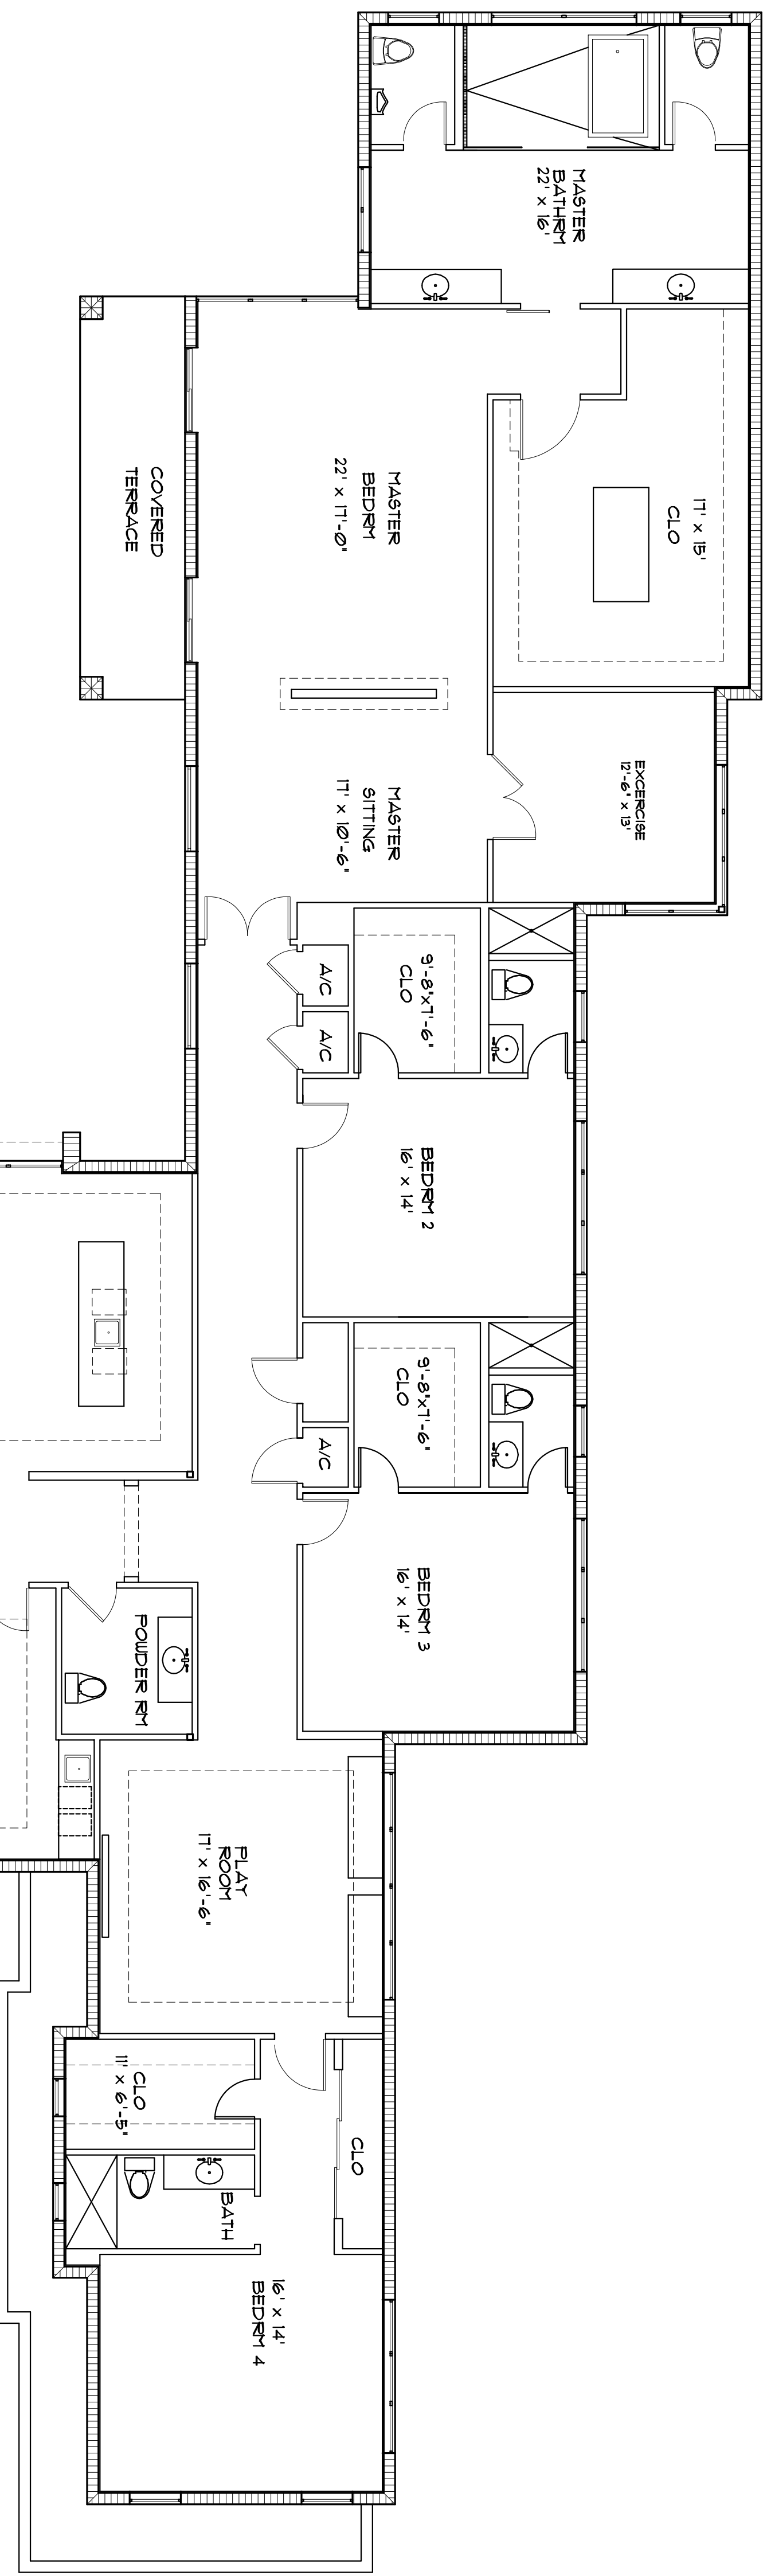 MASTER
BATHRM
22' x 16'
17' x 15'
CLO
MASTER
BEDRM
22' x 17'-0"
COVERED
TERRACE
EXCERCISE
12'-6" x 13'
MASTER
SITTING
17' x 10'-6"
A/C
A/C
9'-8"x7'-6"
CLO
BEDRM 2
16' x 14'
9'-8"x7'-6"
CLO
A/C
BEDRM 3
16' x 14'
POWDER RM
PLAY
ROOM
17' x 16'-6"
CLO
11' x 6'-5"
CLO
BATH
16' x 14'
BEDRM 4